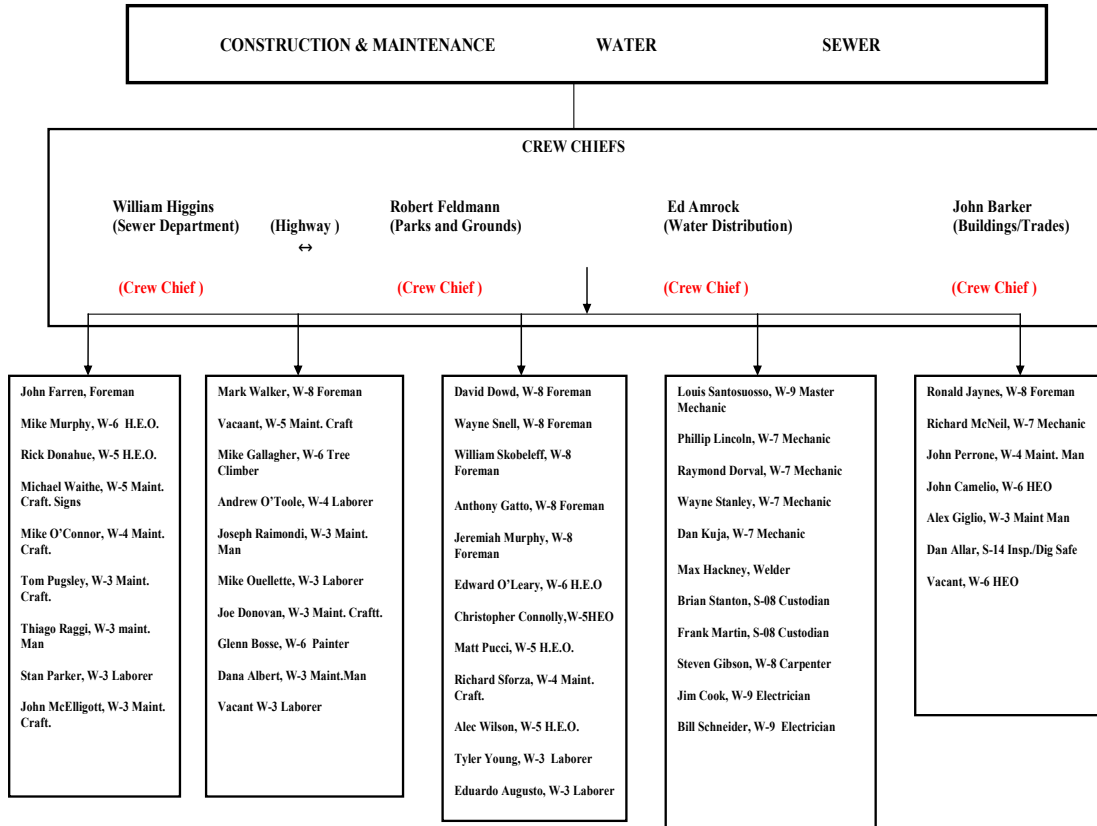 CONSTRUCTION & MAINTENANCE WATER SEWER
CREW CHIEFS
William Higgins
(Sewer Department)
(Highway )
↔
Robert Feldmann
(Parks and Grounds)
Ed Amrock
(Water Distribution)
John Barker
(Buildings/Trades)
(Crew Chief )
(Crew Chief )
(Crew Chief )
(Crew Chief )
John Farren, Foreman
Mike Murphy, W-6 H.E.O.
Rick Donahue, W-5 H.E.O.
Michael Waithe, W-5 Maint.
Craft. Signs
Mike O’Connor, W-4 Maint.
Craft.
Tom Pugsley, W-3 Maint.
Craft.
Thiago Raggi, W-3 maint.
Man
Stan Parker, W-3 Laborer
John McElligott, W-3 Maint.
Craft.
Mark Walker, W-8 Foreman
Vacaant, W-5 Maint. Craft
Mike Gallagher, W-6 Tree
Climber
Andrew O’Toole, W-4 Laborer
Joseph Raimondi, W-3 Maint.
Man
Mike Ouellette, W-3 Laborer
Joe Donovan, W-3 Maint. Craftt.
Glenn Bosse, W-6 Painter
Dana Albert, W-3 Maint.Man
Vacant W-3 Laborer
David Dowd, W-8 Foreman
Wayne Snell, W-8 Foreman
William Skobeleff, W-8
Foreman
Anthony Gatto, W-8 Foreman
Jeremiah Murphy, W-8
Foreman
Edward O’Leary, W-6 H.E.O
Christopher Connolly,W-5HEO
Matt Pucci, W-5 H.E.O.
Richard Sforza, W-4 Maint.
Craft.
Alec Wilson, W-5 H.E.O.
Tyler Young, W-3 Laborer
Eduardo Augusto, W-3 Laborer
Louis Santosuosso, W-9 Master
Mechanic
Phillip Lincoln, W-7 Mechanic
Raymond Dorval, W-7 Mechanic
Wayne Stanley, W-7 Mechanic
Dan Kuja, W-7 Mechanic
Max Hackney, Welder
Brian Stanton, S-08 Custodian
Frank Martin, S-08 Custodian
Steven Gibson, W-8 Carpenter
Jim Cook, W-9 Electrician
Bill Schneider, W-9 Electrician
Ronald Jaynes, W-8 Foreman
Richard McNeil, W-7 Mechanic
John Perrone, W-4 Maint. Man
John Camelio, W-6 HEO
Alex Giglio, W-3 Maint Man
Dan Allar, S-14 Insp./Dig Safe
Vacant, W-6 HEO